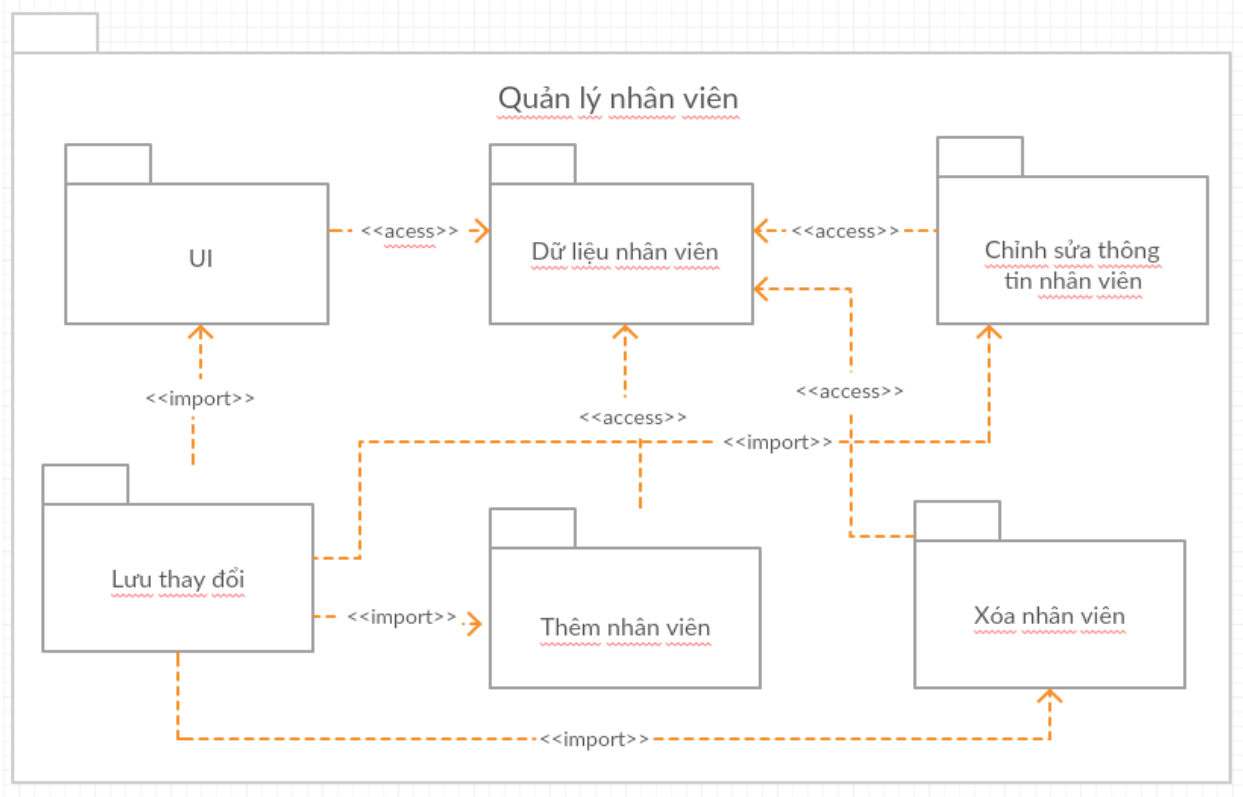 Quản lý nhân viên
UI
<<acess>>
Dữ liệu nhân viên
<<access>>
Chỉnh sửa thông
tin nhân viên
<<import>>
<<access>>
<<access>>
<<import>>
Lưu thay đổi
<<import>>
Thêm nhân viên
Xóa nhân viên
<<import>>